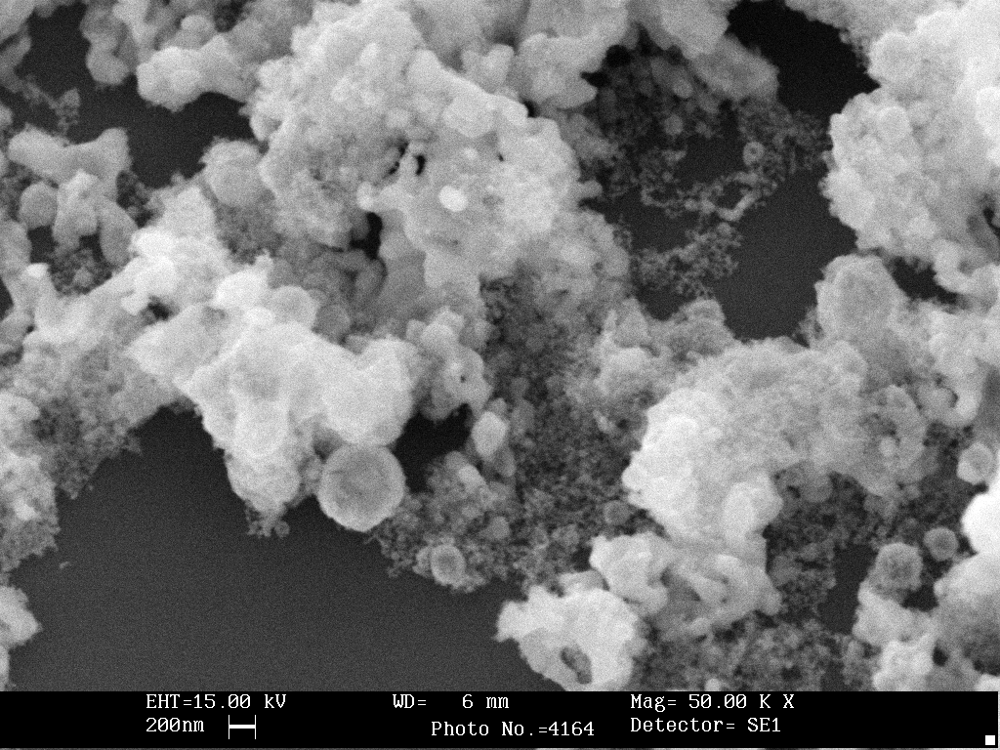 EHT=15.00 kV WD= 6 mm Mag= 50.00 K X
200nm Photo No.=4164 Detector= SE1